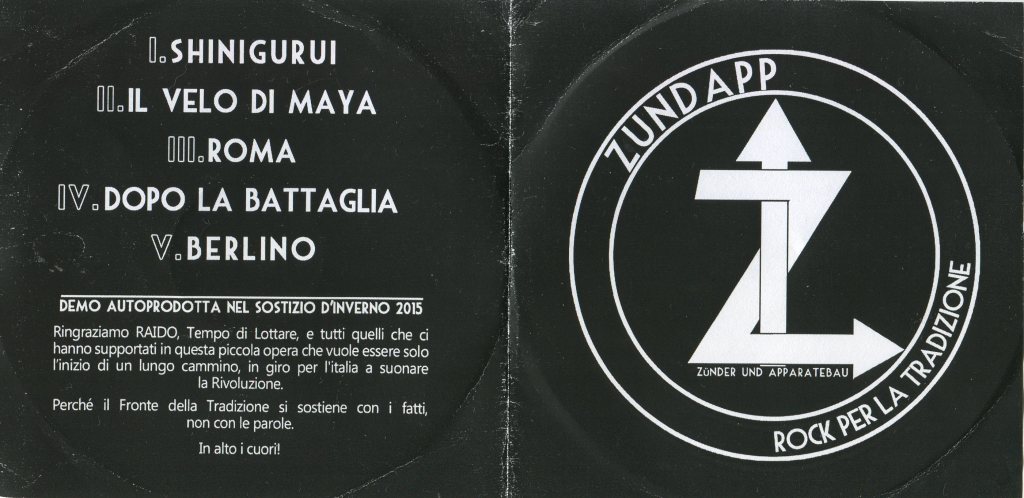 I. SHINIGURUI
II. IL VELO DI MAYA
III. ROMA
IV. DOPO LA BATTAGLIA
V. BERLINO
DEMO AUTOPRODOTTA NEL SOSTIZIO D'INVERNO 2015
Ringraziamo RAIDO, Tempo di Lottare, e tutti quelli che ci
hanno supportati in questa piccola opera che vuole essere solo
l'inizio di un lungo cammino, in giro per l'italia a suonare
la Rivoluzione.
Perché il Fronte della Tradizione si sostiene con i fatti,
non con le parole.
In alto i cuori!
ZUNDAPP
Z
ZüNDER UND APPARATEBAU
ROCK PER LA TRADIZIONE